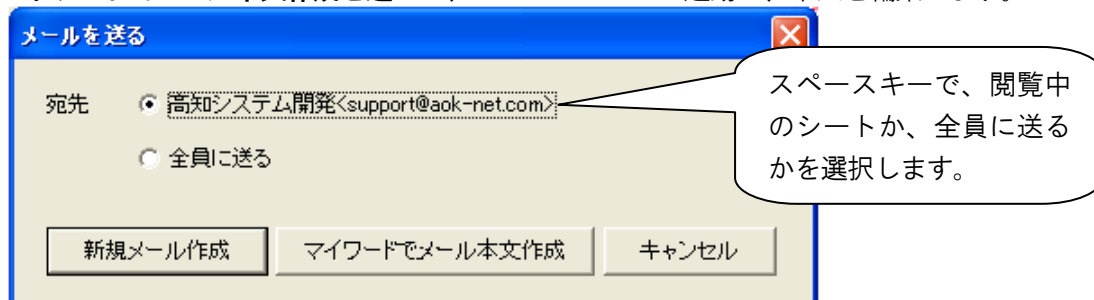 メールを送る
宛先
高知システム開発<support@aok-net.com>
全員に送る
スペースキーで、閲覧中
のシートか、全員に送る
かを選択します。
新規メール作成
マイワードでメール本文作成
キャンセル